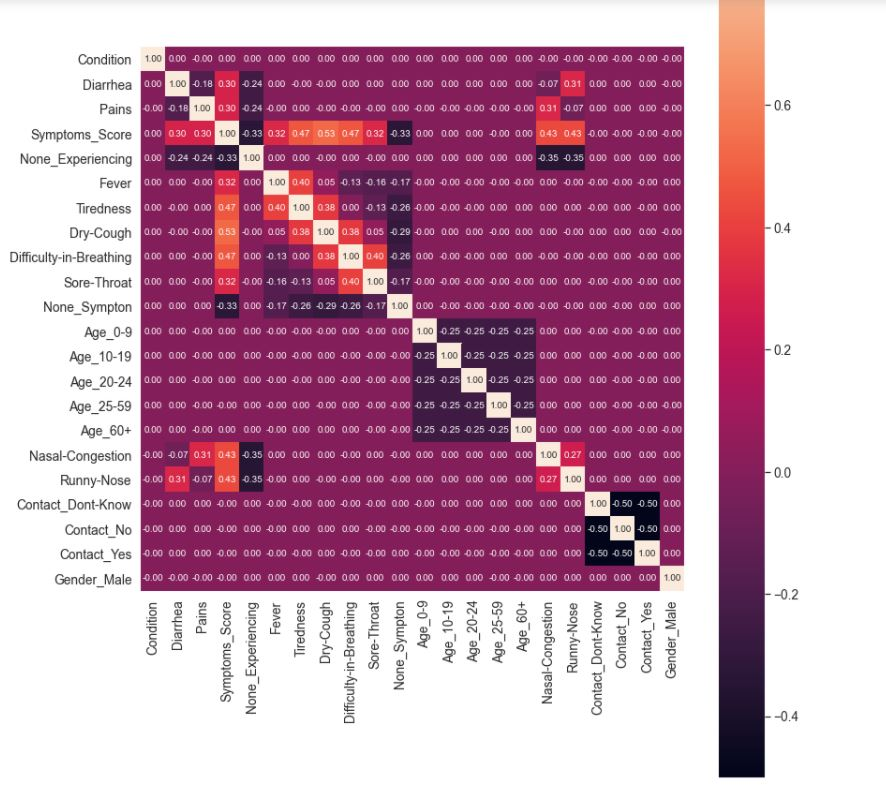 Condition 1.00 0.00 -0.00 0.00 0.00 0.00 -0.00 0.00 0.00 0.00 0.00 0.00 0.00 0.00 0.00 0.00 -0.00 -0.00 -0.00 -0.00 -0.00 -0.00
Diarrhea 0.00 1.00 -0.18 0.30 -0.24 0.00 -0.00 -0.00 0.00 0.00 0.00 0.00 0.00 0.00 0.00 0.00 -0.07 0.31 0.00 0.00 0.00 -0.00
Pains -0.00 -0.18 1.00 0.30 -0.24 -0.00 0.00 0.00 -0.00 -0.00 0.00 -0.00 -0.00 -0.00 -0.00 -0.00 0.31 -0.07 0.00 0.00 0.00 -0.00
Symptoms_Score 0.00 0.30 0.30 1.00 -0.33 0.32 0.47 0.53 0.47 0.32 -0.33 0.00 0.00 0.00 0.00 -0.00 0.43 0.43 -0.00 -0.00 -0.00 -0.00
None_Experiencing 0.00 -0.24 -0.24 -0.33 1.00 0.00 0.00 -0.00 0.00 0.00 0.00 -0.00 -0.00 -0.00 -0.00 0.00 -0.35 -0.35 0.00 0.00 0.00 0.00
Fever 0.00 0.00 -0.00 0.32 0.00 1.00 0.40 0.05 -0.13 -0.16 -0.17 -0.00 -0.00 -0.00 -0.00 -0.00 0.00 0.00 -0.00 -0.00 -0.00 -0.00
Tiredness -0.00 -0.00 0.00 0.47 0.00 0.40 1.00 0.38 0.00 -0.13 -0.26 -0.00 -0.00 -0.00 -0.00 -0.00 0.00 0.00 0.00 0.00 0.00 -0.00
Dry-Cough 0.00 -0.00 0.00 0.53 -0.00 0.05 0.38 1.00 0.38 0.05 -0.29 -0.00 -0.00 -0.00 -0.00 -0.00 0.00 0.00 0.00 0.00 0.00 -0.00
Difficulty-in-Breathing 0.00 0.00 -0.00 0.47 0.00 -0.13 0.00 0.38 1.00 0.40 -0.26 -0.00 -0.00 -0.00 -0.00 -0.00 0.00 0.00 0.00 0.00 0.00 -0.00
Sore-Throat 0.00 0.00 -0.00 0.32 0.00 -0.16 -0.13 0.05 0.40 1.00 -0.17 -0.00 -0.00 -0.00 -0.00 -0.00 0.00 0.00 0.00 0.00 0.00 -0.00
None_Sympton 0.00 0.00 0.00 -0.33 0.00 -0.17 -0.26 -0.29 -0.26 -0.17 1.00 0.00 -0.00 -0.00 -0.00 -0.00 0.00 0.00 0.00 0.00 0.00 -0.00
Age_0-9 0.00 0.00 -0.00 0.00 -0.00 -0.00 -0.00 -0.00 -0.00 -0.00 0.00 1.00 -0.25 -0.25 -0.25 -0.25 0.00 0.00 0.00 -0.00 -0.00 0.00
Age_10-19 0.00 0.00 -0.00 0.00 -0.00 -0.00 -0.00 -0.00 -0.00 -0.00 -0.00 -0.25 1.00 -0.25 -0.25 -0.25 0.00 0.00 0.00 -0.00 -0.00 0.00
Age_20-24 0.00 0.00 -0.00 0.00 -0.00 -0.00 -0.00 -0.00 -0.00 -0.00 -0.00 -0.25 -0.25 1.00 -0.25 -0.25 0.00 0.00 0.00 -0.00 -0.00 0.00
Age_25-59 0.00 0.00 -0.00 0.00 -0.00 -0.00 -0.00 -0.00 -0.00 -0.00 -0.00 -0.25 -0.25 -0.25 1.00 -0.25 0.00 0.00 0.00 -0.00 -0.00 0.00
Age_60+ 0.00 0.00 -0.00 -0.00 0.00 -0.00 -0.00 -0.00 -0.00 -0.00 -0.00 -0.25 -0.25 -0.25 -0.25 1.00 0.00 0.00 0.00 -0.00 -0.00 0.00
Nasal-Congestion -0.00 -0.07 0.31 0.43 -0.35 0.00 0.00 0.00 0.00 0.00 0.00 0.00 0.00 0.00 0.00 0.00 1.00 0.27 0.00 0.00 0.00 -0.00
Runny-Nose -0.00 0.31 -0.07 0.43 -0.35 0.00 0.00 0.00 0.00 0.00 0.00 0.00 0.00 0.00 0.00 0.00 0.27 1.00 0.00 0.00 0.00 -0.00
Contact_Dont-Know -0.00 0.00 0.00 -0.00 0.00 -0.00 0.00 0.00 0.00 0.00 0.00 0.00 0.00 0.00 0.00 0.00 0.00 0.00 1.00 -0.50 -0.50 0.00
Contact_No -0.00 0.00 0.00 -0.00 0.00 -0.00 0.00 0.00 0.00 0.00 0.00 -0.00 -0.00 -0.00 -0.00 -0.00 0.00 0.00 -0.50 1.00 -0.50 0.00
Contact_Yes -0.00 0.00 0.00 -0.00 0.00 -0.00 0.00 0.00 0.00 0.00 0.00 -0.00 -0.00 -0.00 -0.00 -0.00 0.00 0.00 -0.50 -0.50 1.00 0.00
Gender_Male -0.00 -0.00 -0.00 -0.00 0.00 -0.00 -0.00 -0.00 -0.00 -0.00 -0.00 0.00 0.00 0.00 0.00 0.00 -0.00 -0.00 0.00 0.00 0.00 1.00
Condition
Diarrhea
Pains
Symptoms_Score
None_Experiencing
Fever
Tiredness
Dry-Cough
Difficulty-in-Breathing
Sore-Throat
None_Sympton
Age_0-9
Age_10-19
Age_20-24
Age_25-59
Age_60+
Nasal-Congestion
Runny-Nose
Contact_Dont-Know
Contact_No
Contact_Yes
Gender_Male
0.6
0.4
0.2
0.0
−0.2
−0.4